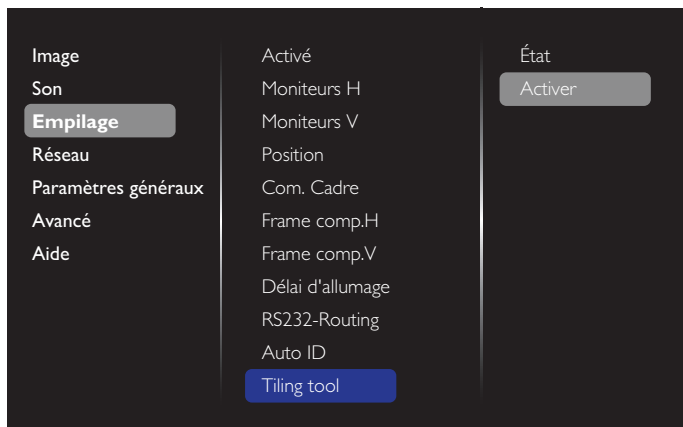 Image
Son
Empilage
Réseau
Paramètres généraux
Avancé
Aide
Activé
Moniteurs H
Moniteurs V
Position
Com. Cadre
Frame comp.H
Frame comp.V
Délai d'allumage
RS232-Routing
Auto ID
Tiling tool
État
Activer